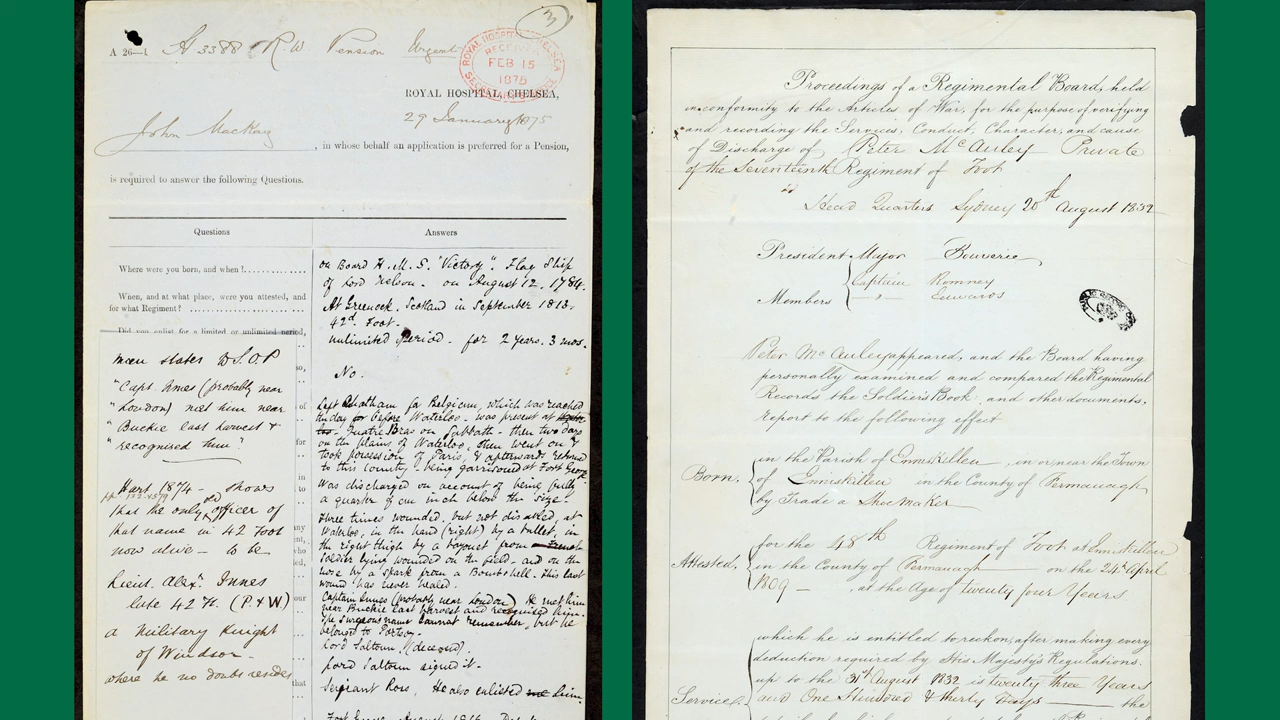 A 26—1 A 3388 R.W Pension Urgent
3
ROYAL HOSPITAL CHELSEA
RECEIVED
FEB 15
1875
ROYAL HOSPITAL, CHELSEA,
29 January 1875
John MacKay
, in whose behalf an application is preferred for a Pension,
is required to answer the following Questions.
Questions
Answers
Where were you born, and when?
on Board H.M.S. "Victory". Flag Ship
of Lord Nelson. on August 12. 1784.
When, and at what place, were you attested, and
for what Regiment?
At Greenock. Scotland in September 1813.
42d Foot.
Did you enlist for a limited or unlimited period,
unlimited Period. for 2 Years. 3 mos.
No.
Left Chatham for Belgium, which was reached
the day before Waterloo, was present at
Quatre Bras on Sabbath - then two days
on the plains of Waterloo, then went on &
took possession of Paris, & afterwards returned
to this country, being garrisoned at Fort George
Was discharged on account of being
a quarter of an inch below the size.
Three times wounded, but not disabled, at
Waterloo, in the hand (right) by a bullet, in
the right thigh by a bayonet from
soldier lying wounded on the field - and on the
nose by a spark from a Bombshell. This last
wound has never healed.
Captain Innes (probably near London). He met him
near Buckie last harvest and recognised him.
The Surgeons name cannot remember, but he
belonged to
Lord Saltoun (deceased).
Lord Saltoun signed it.
Sergeant Ross. He also enlisted him.
man states
"Capt Innes (probably near
"London) met him near
"Buckie last harvest &
"recognised him"
Hart 1874 - shows
that the only officer of
that name in 42 Foot
now alive - to be
Lieut. Alexr. Innes
late 42 Ft. (P.&W.)
a Military Knight
of Windsor -
where he no doubt resides
Proceedings of a Regimental Board, held
in conformity to the Articles of War, for the purpose of verifying
and recording the Services, Conduct, Character, and cause
of Discharge of Peter McAuley Private
of the Seventeenth Regiment of Foot
Head Quarters Sydney 20th August 1832
President Major Bouverie
Members Captain Romney
" Edwards
Peter McAuley appeared, and the Board having
personally examined and compared the Regimental
Records the Soldiers Book and other documents,
report to the following effect
Born. in the Parish of Enniskillen, in or near the Town
of Enniskillen in the County of Fermanagh
by Trade a Shoe Maker
Attested, for the 48th Regiment of Foot at Enniskillen
in the County of Fermanagh on the 24th April
1809 - , at the Age of twenty four Years
which he is entitled to reckon, after making every
deduction required by His Majesty's Regulations.
up to the 31st August 1832 is twenty three Years
Service. and One Hundred & thirty Days the